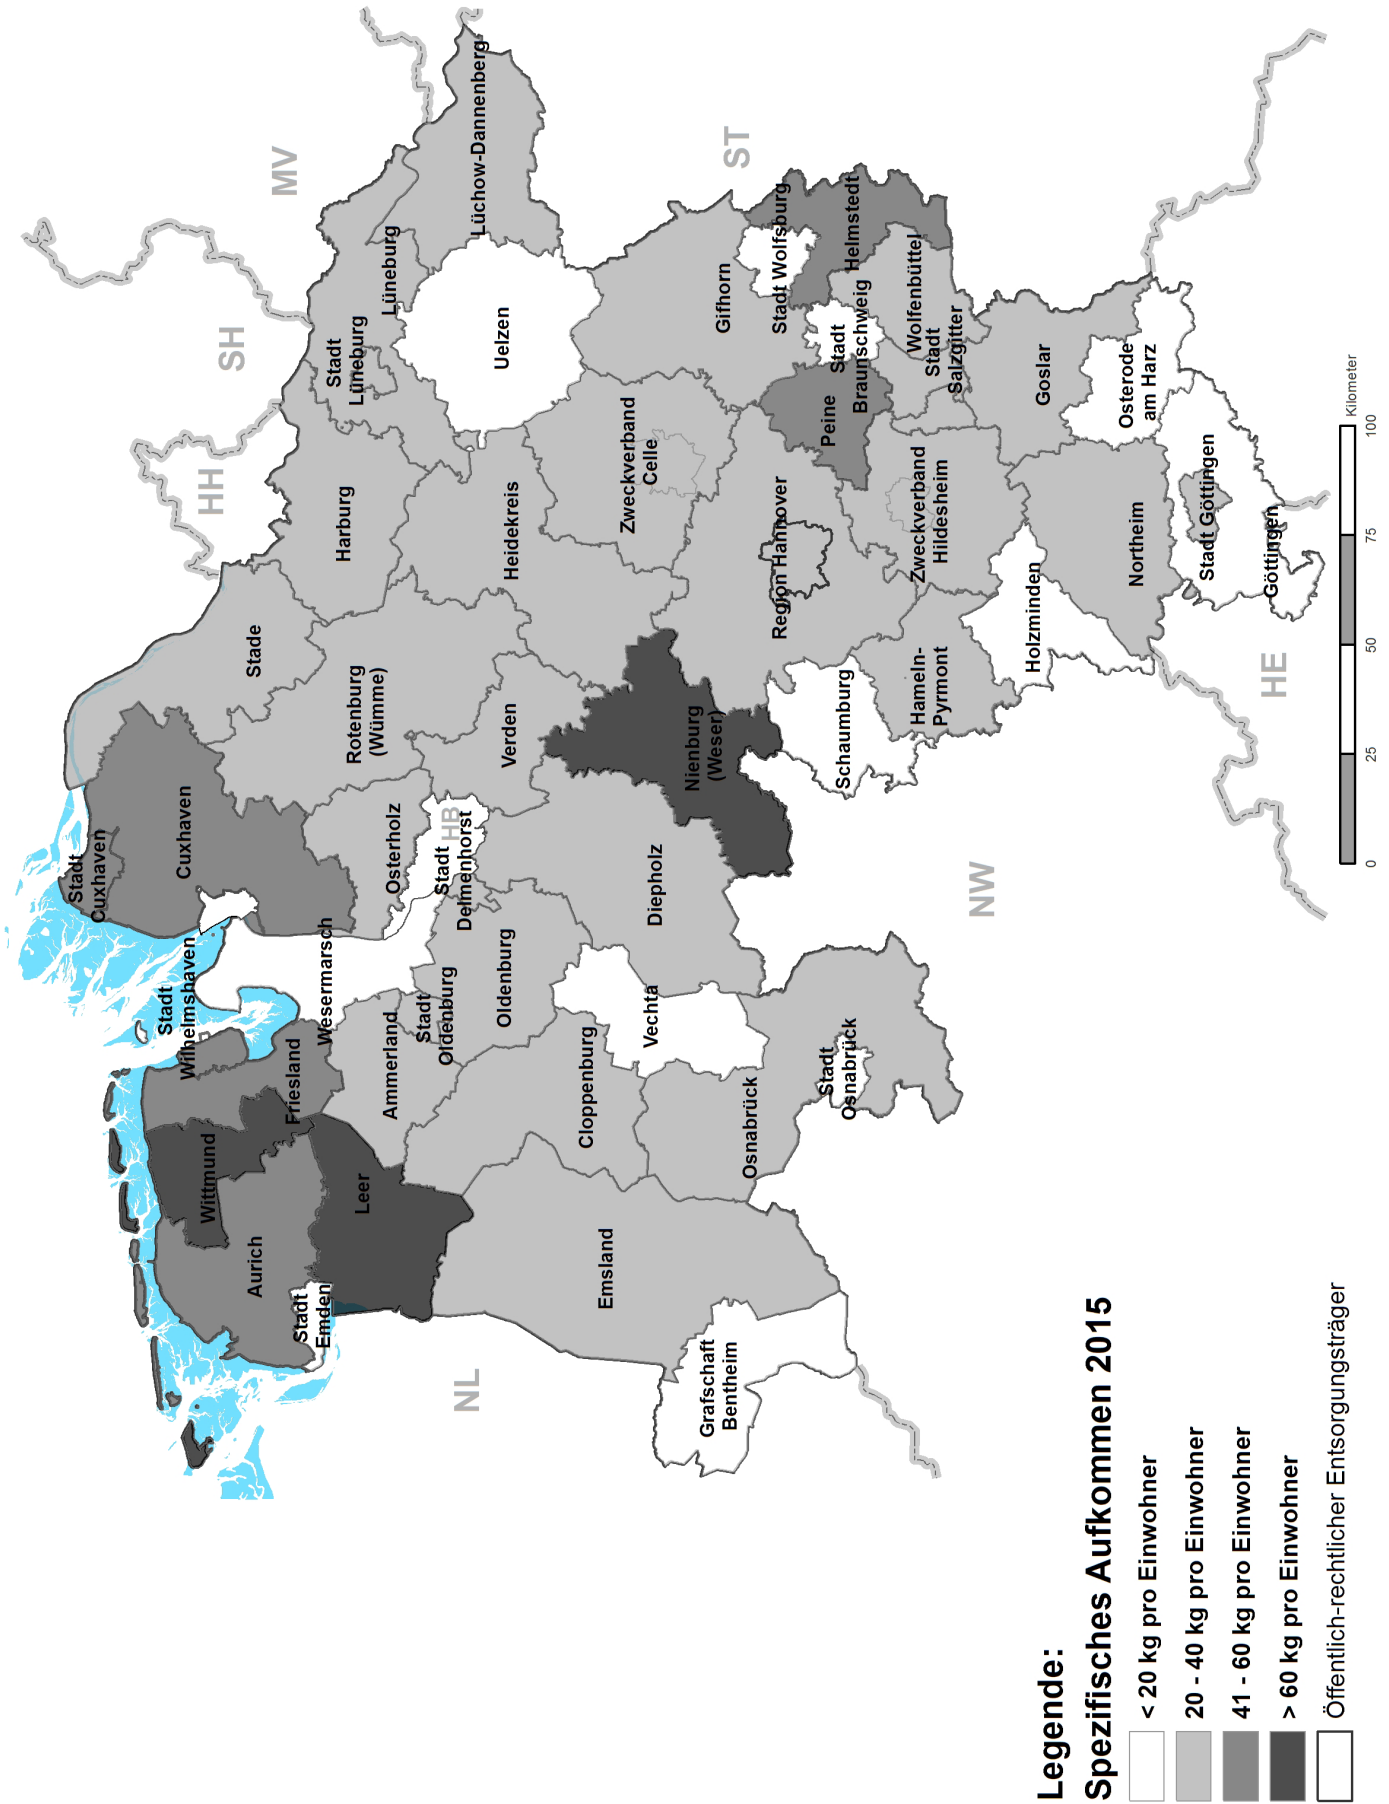 MV
SH
HH
ST
HB
NL
NW
HE
Stadt
Cuxhaven
Cuxhaven
Stade
Stadt
Wilhelmshaven
Wesermarsch
Wittmund
Friesland
Aurich
Stadt
Emden
Leer
Ammerland
Stadt
Oldenburg
Oldenburg
Osterholz
Stadt
Delmenhorst
Rotenburg
(Wümme)
Verden
Harburg
Stadt
Lüneburg
Lüneburg
Lüchow-Dannenberg
Uelzen
Heidekreis
Zweckverband
Celle
Gifhorn
Emsland
Cloppenburg
Vechta
Diepholz
Nienburg
(Weser)
Grafschaft
Bentheim
Osnabrück
Stadt
Osnabrück
Schaumburg
Region Hannover
Hameln-
Pyrmont
Zweckverband
Hildesheim
Peine
Stadt
Braunschweig
Stadt Wolfsburg
Helmstedt
Wolfenbüttel
Stadt
Salzgitter
Goslar
Holzminden
Northeim
Osterode
am Harz
Stadt Göttingen
Göttingen
Legende:
Spezifisches Aufkommen 2015
< 20 kg pro Einwohner
20 - 40 kg pro Einwohner
41 - 60 kg pro Einwohner
> 60 kg pro Einwohner
Öffentlich-rechtlicher Entsorgungsträger
0 25 50 75 100
Kilometer